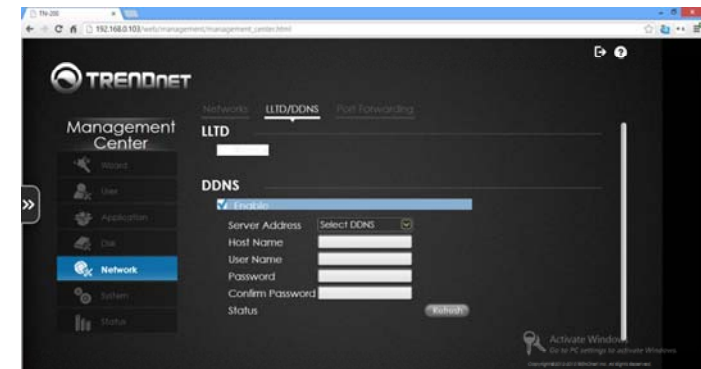 TN-200
192.168.0.103/web/management/management_center.html
TRENDNET
Networks LLTD/DDNS Port Forwarding
Management Center
Wizard
User
Application
Disk
Network
System
Status
LLTD
DDNS
Enable
Server Address Select DDNS
Host Name
User Name
Password
Confirm Password
Status Refresh
Activate Windows
Go to PC settings to activate Windows.